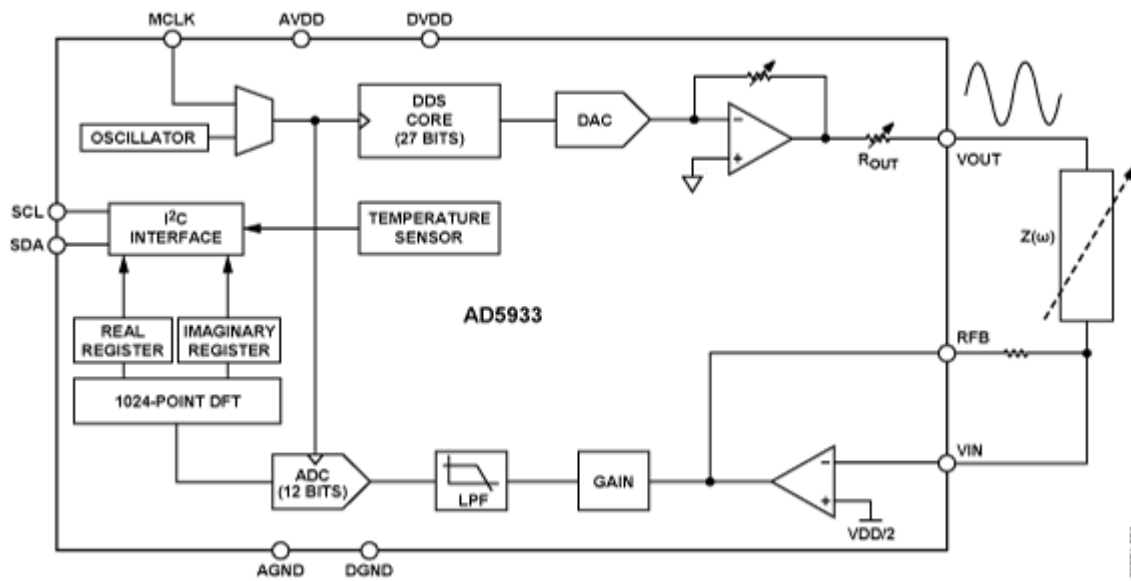 MCLK
AVDD
DVDD
OSCILLATOR
DDS
CORE
(27 BITS)
DAC
−
+
ROUT
VOUT
SCL
SDA
I2C
INTERFACE
TEMPERATURE
SENSOR
Z(ω)
AD5933
REAL
REGISTER
IMAGINARY
REGISTER
RFB
1024-POINT DFT
ADC
(12 BITS)
LPF
GAIN
−
+
VIN
VDD/2
AGND
DGND